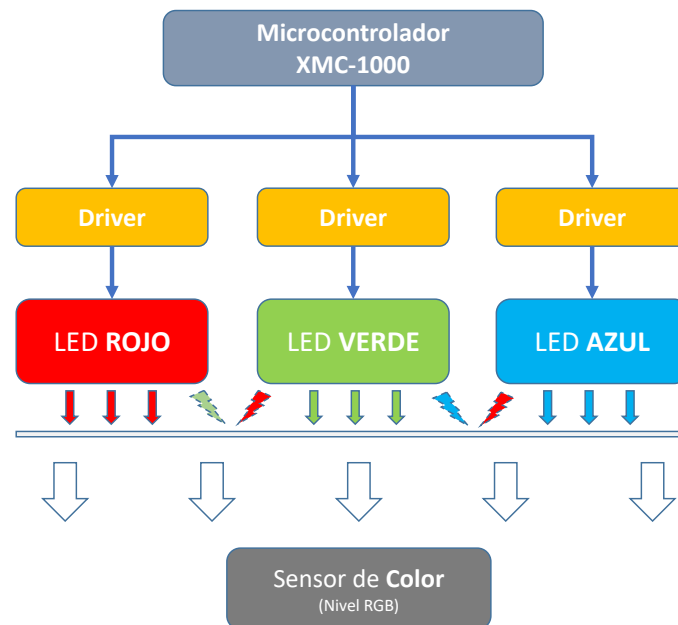 Microcontrolador
XMC-1000
Driver
Driver
Driver
LED ROJO
LED VERDE
LED AZUL
Sensor de Color
(Nivel RGB)